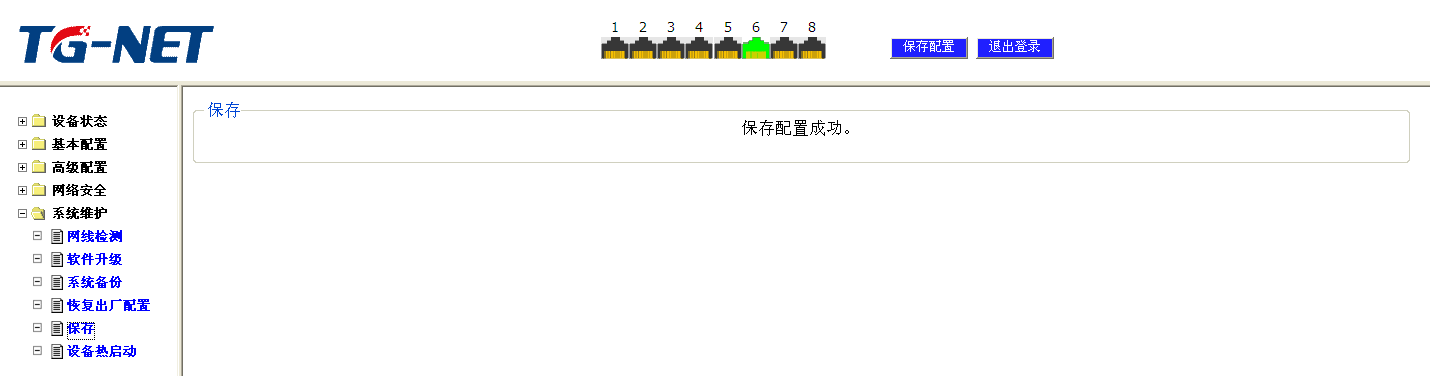 TG-NET
1 2 3 4 5 6 7 8
保存配置 退出登录
设备状态
基本配置
高级配置
网络安全
系统维护
网线检测
软件升级
系统备份
恢复出厂配置
保存
设备热启动
保存
保存配置成功。